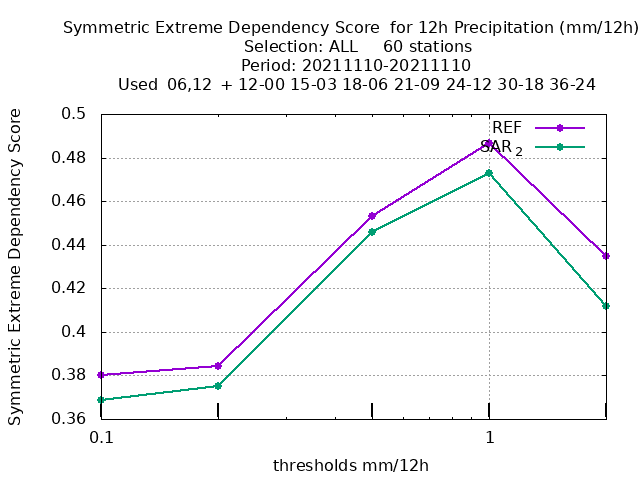 Symmetric Extreme Dependency Score  for 12h Precipitation (mm/12h)
Selection: ALL     60 stations
Period: 20211110-20211110
Used  06,12  + 12-00 15-03 18-06 21-09 24-12 30-18 36-24
Symmetric Extreme Dependency Score
0.5
0.48
0.46
0.44
0.42
0.4
0.38
0.36
REF
SAR 2
0.1 1
thresholds mm/12h